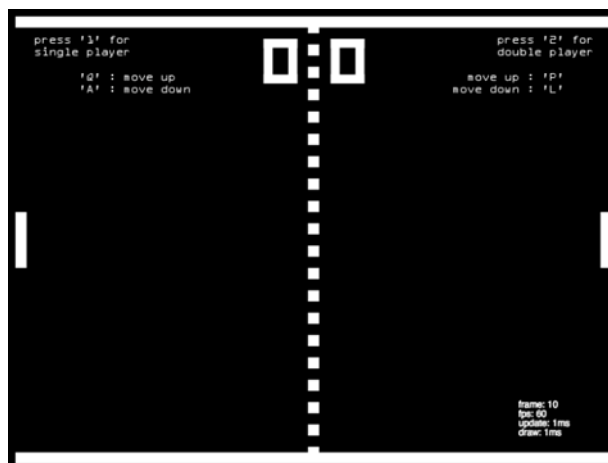 press '1' for
single player
'Q' : move up
'A' : move down
0
0
press '2' for
double player
move up : 'P'
move down : 'L'
frame: 10
fps: 60
update: 1ms
draw: 1ms